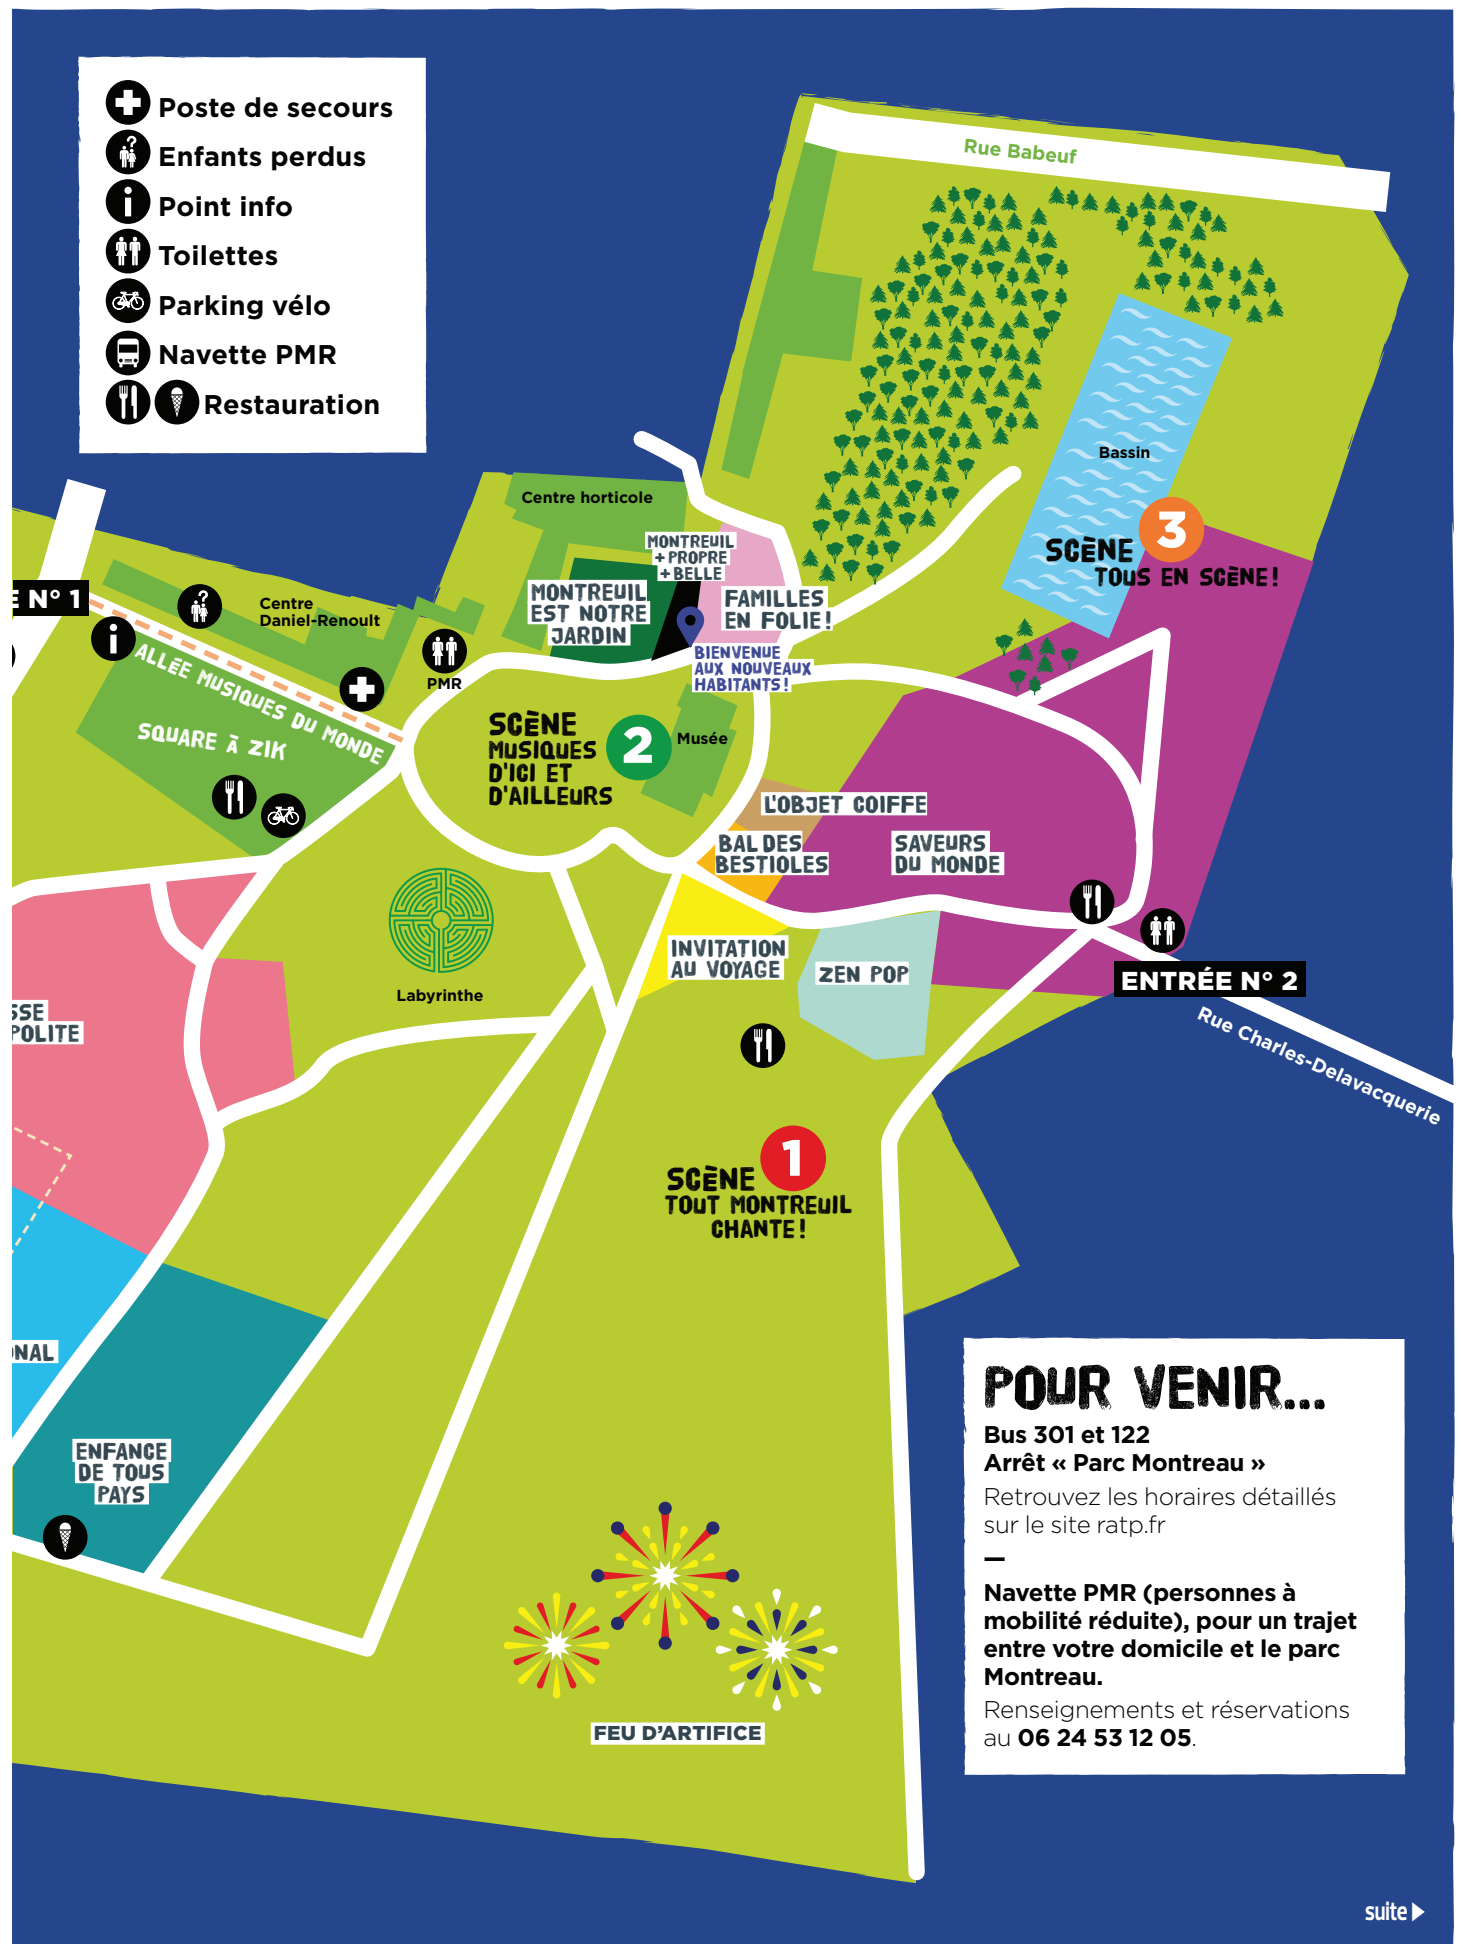 Poste de secours
Enfants perdus
Point info
Toilettes
Parking vélo
Navette PMR
Restauration
Rue Babeuf
Bassin
SCÈNE 3
TOUS EN SCÈNE !
Centre horticole
MONTREUIL
+ PROPRE
+ BELLE
MONTREUIL
EST NOTRE
JARDIN
FAMILLES
EN FOLIE !
BIENVENUE
AUX NOUVEAUX
HABITANTS !
E N° 1
Centre
Daniel-Renoult
PMR
ALLÉE MUSIQUES DU MONDE
SQUARE À ZIK
SCÈNE
MUSIQUES
D'ICI ET
D'AILLEURS
2
Musée
L'OBJET COIFFE
BAL DES
BESTIOLES
SAVEURS
DU MONDE
INVITATION
AU VOYAGE
ZEN POP
ENTRÉE N° 2
Rue Charles-Delavacquerie
Labyrinthe
SSE
POLITE
SCÈNE 1
TOUT MONTREUIL
CHANTE !
NAL
ENFANCE
DE TOUS
PAYS
FEU D'ARTIFICE
POUR VENIR...
Bus 301 et 122
Arrêt « Parc Montreau »
Retrouvez les horaires détaillés
sur le site ratp.fr
—
Navette PMR (personnes à
mobilité réduite), pour un trajet
entre votre domicile et le parc
Montreau.
Renseignements et réservations
au 06 24 53 12 05.
suite